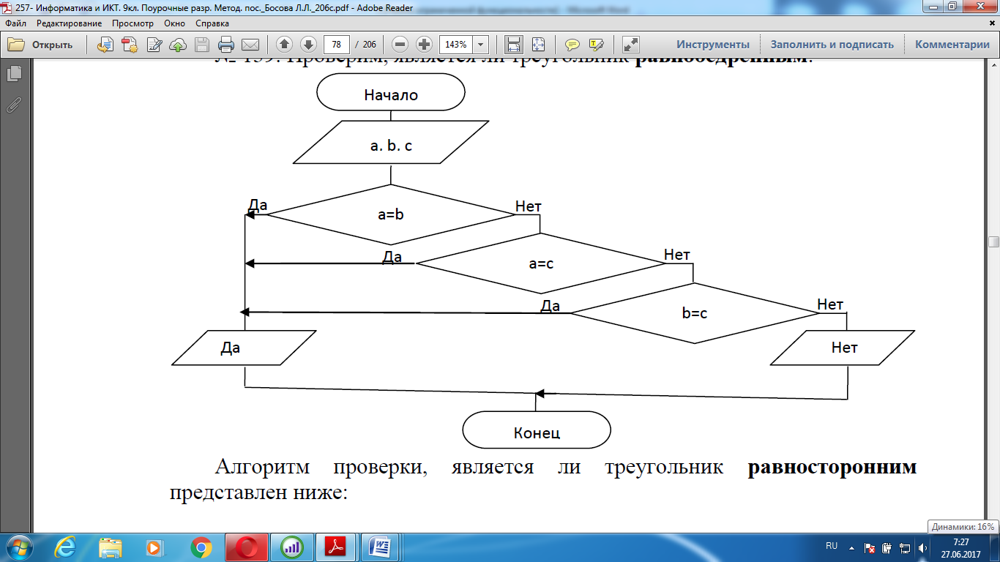 257- Информатика и ИКТ. 9кл. Поурочные разр. Метод. пос._Босова Л.Л._206с.pdf - Adobe Reader
Файл Редактирование Просмотр Окно Справка
Открыть 78 / 206 143% Инструменты Заполнить и подписать Комментарии
Проверим, является ли треугольник равнобедренным.
Начало
a. b. c
Да a=b Нет
Да a=c Нет
Да b=c Нет
Да Нет
Конец
Алгоритм проверки, является ли треугольник равносторонним
представлен ниже:
Динамики: 16%
RU 7:27
27.06.2017